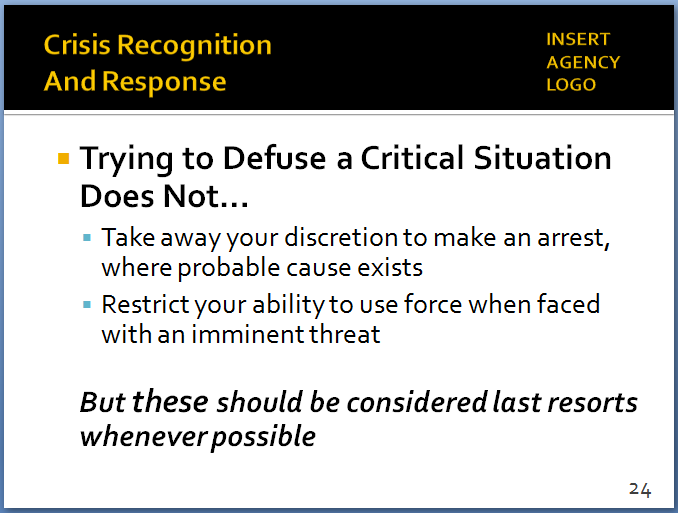 Crisis Recognition
And Response
INSERT
AGENCY
LOGO
Trying to Defuse a Critical Situation
Does Not…
Take away your discretion to make an arrest,
where probable cause exists
Restrict your ability to use force when faced
with an imminent threat
But these should be considered last resorts
whenever possible
24